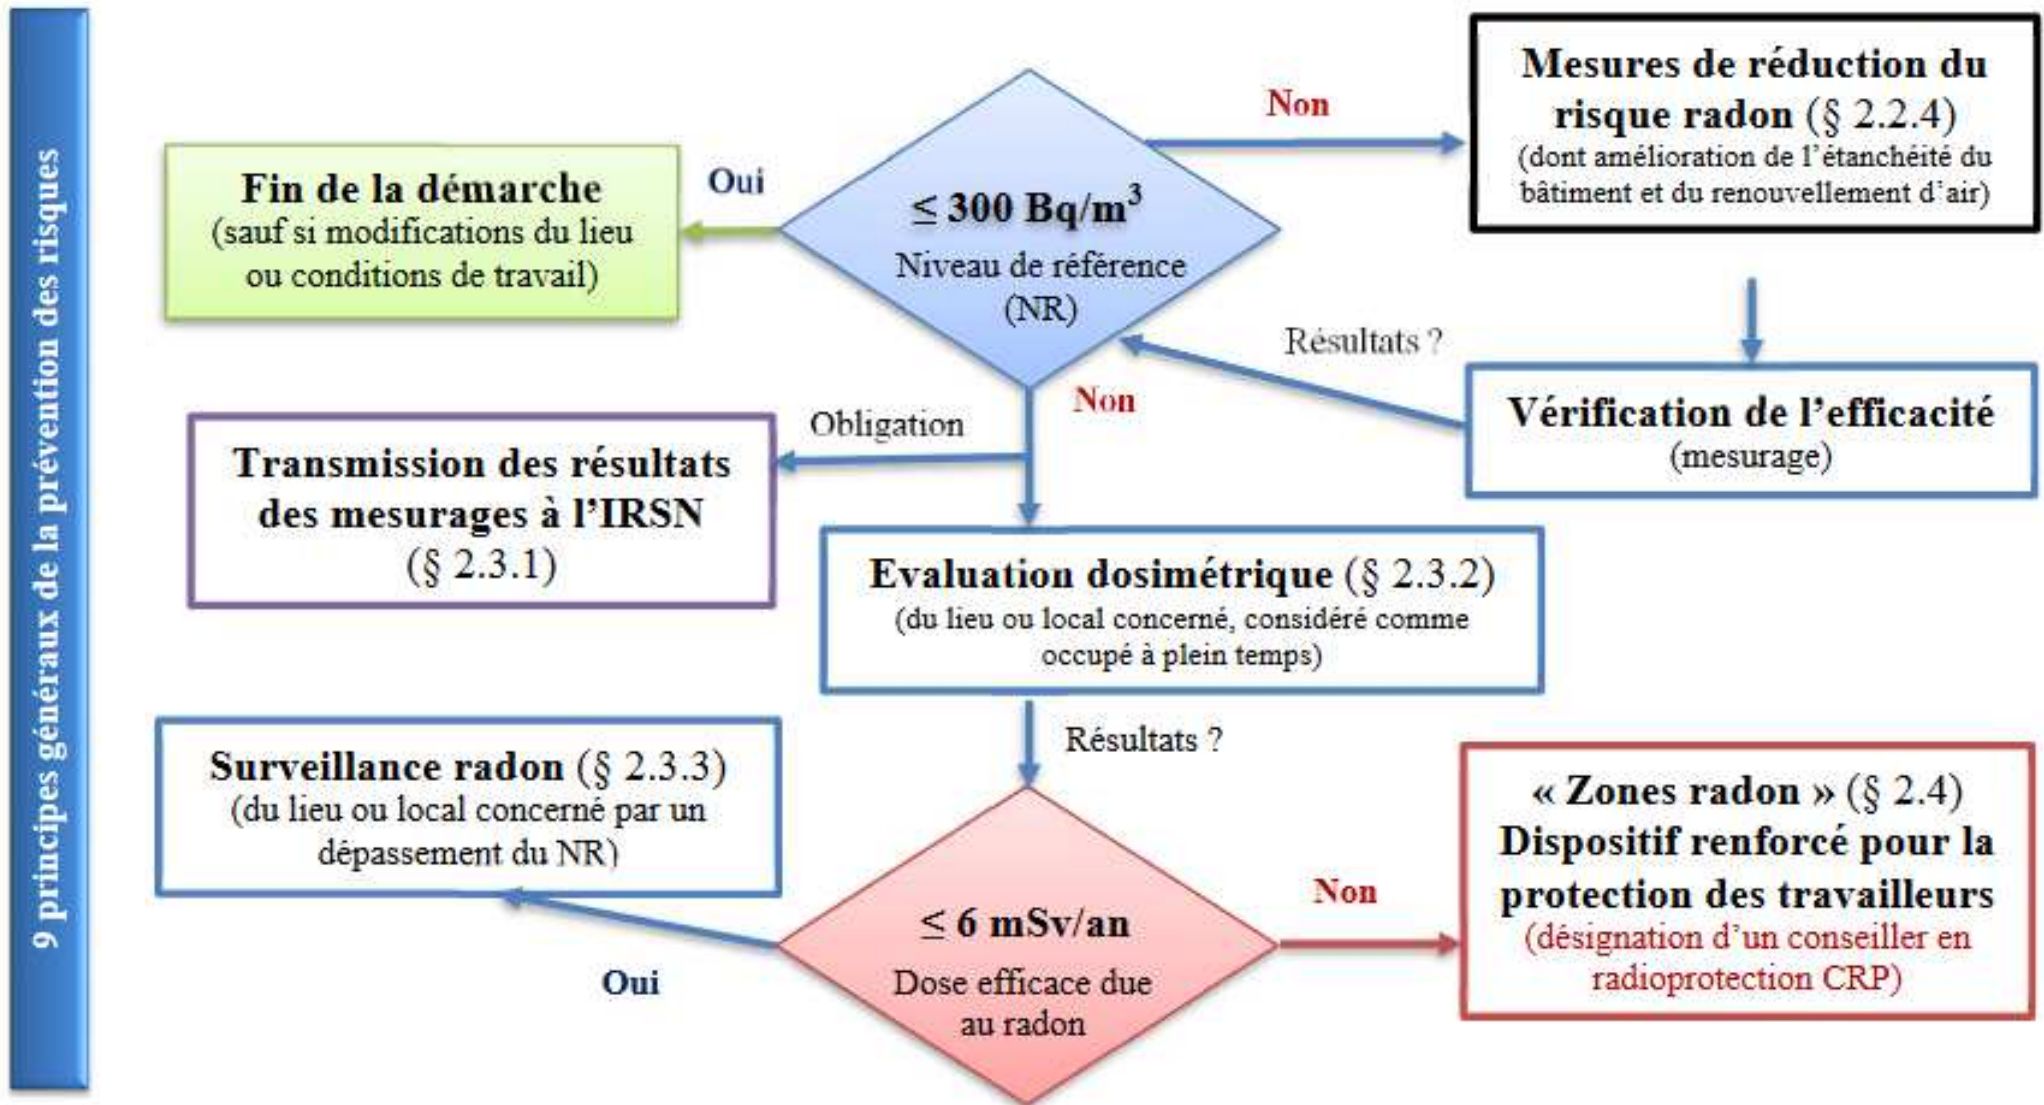 9 principes généraux de la prévention des risques
Non
Mesures de réduction du
risque radon (§ 2.2.4)
(dont amélioration de l’étanchéité du
bâtiment et du renouvellement d’air)
Fin de la démarche
(sauf si modifications du lieu
ou conditions de travail)
Oui
≤ 300 Bq/m³
Niveau de référence
(NR)
Résultats ?
Vérification de l’efficacité
(mesurage)
Non
Obligation
Transmission des résultats
des mesurages à l’IRSN
(§ 2.3.1)
Evaluation dosimétrique (§ 2.3.2)
(du lieu ou local concerné, considéré comme
occupé à plein temps)
Résultats ?
Surveillance radon (§ 2.3.3)
(du lieu ou local concerné par un
dépassement du NR)
Oui
≤ 6 mSv/an
Dose efficace due
au radon
Non
« Zones radon » (§ 2.4)
Dispositif renforcé pour la
protection des travailleurs
(désignation d’un conseiller en
radioprotection CRP)